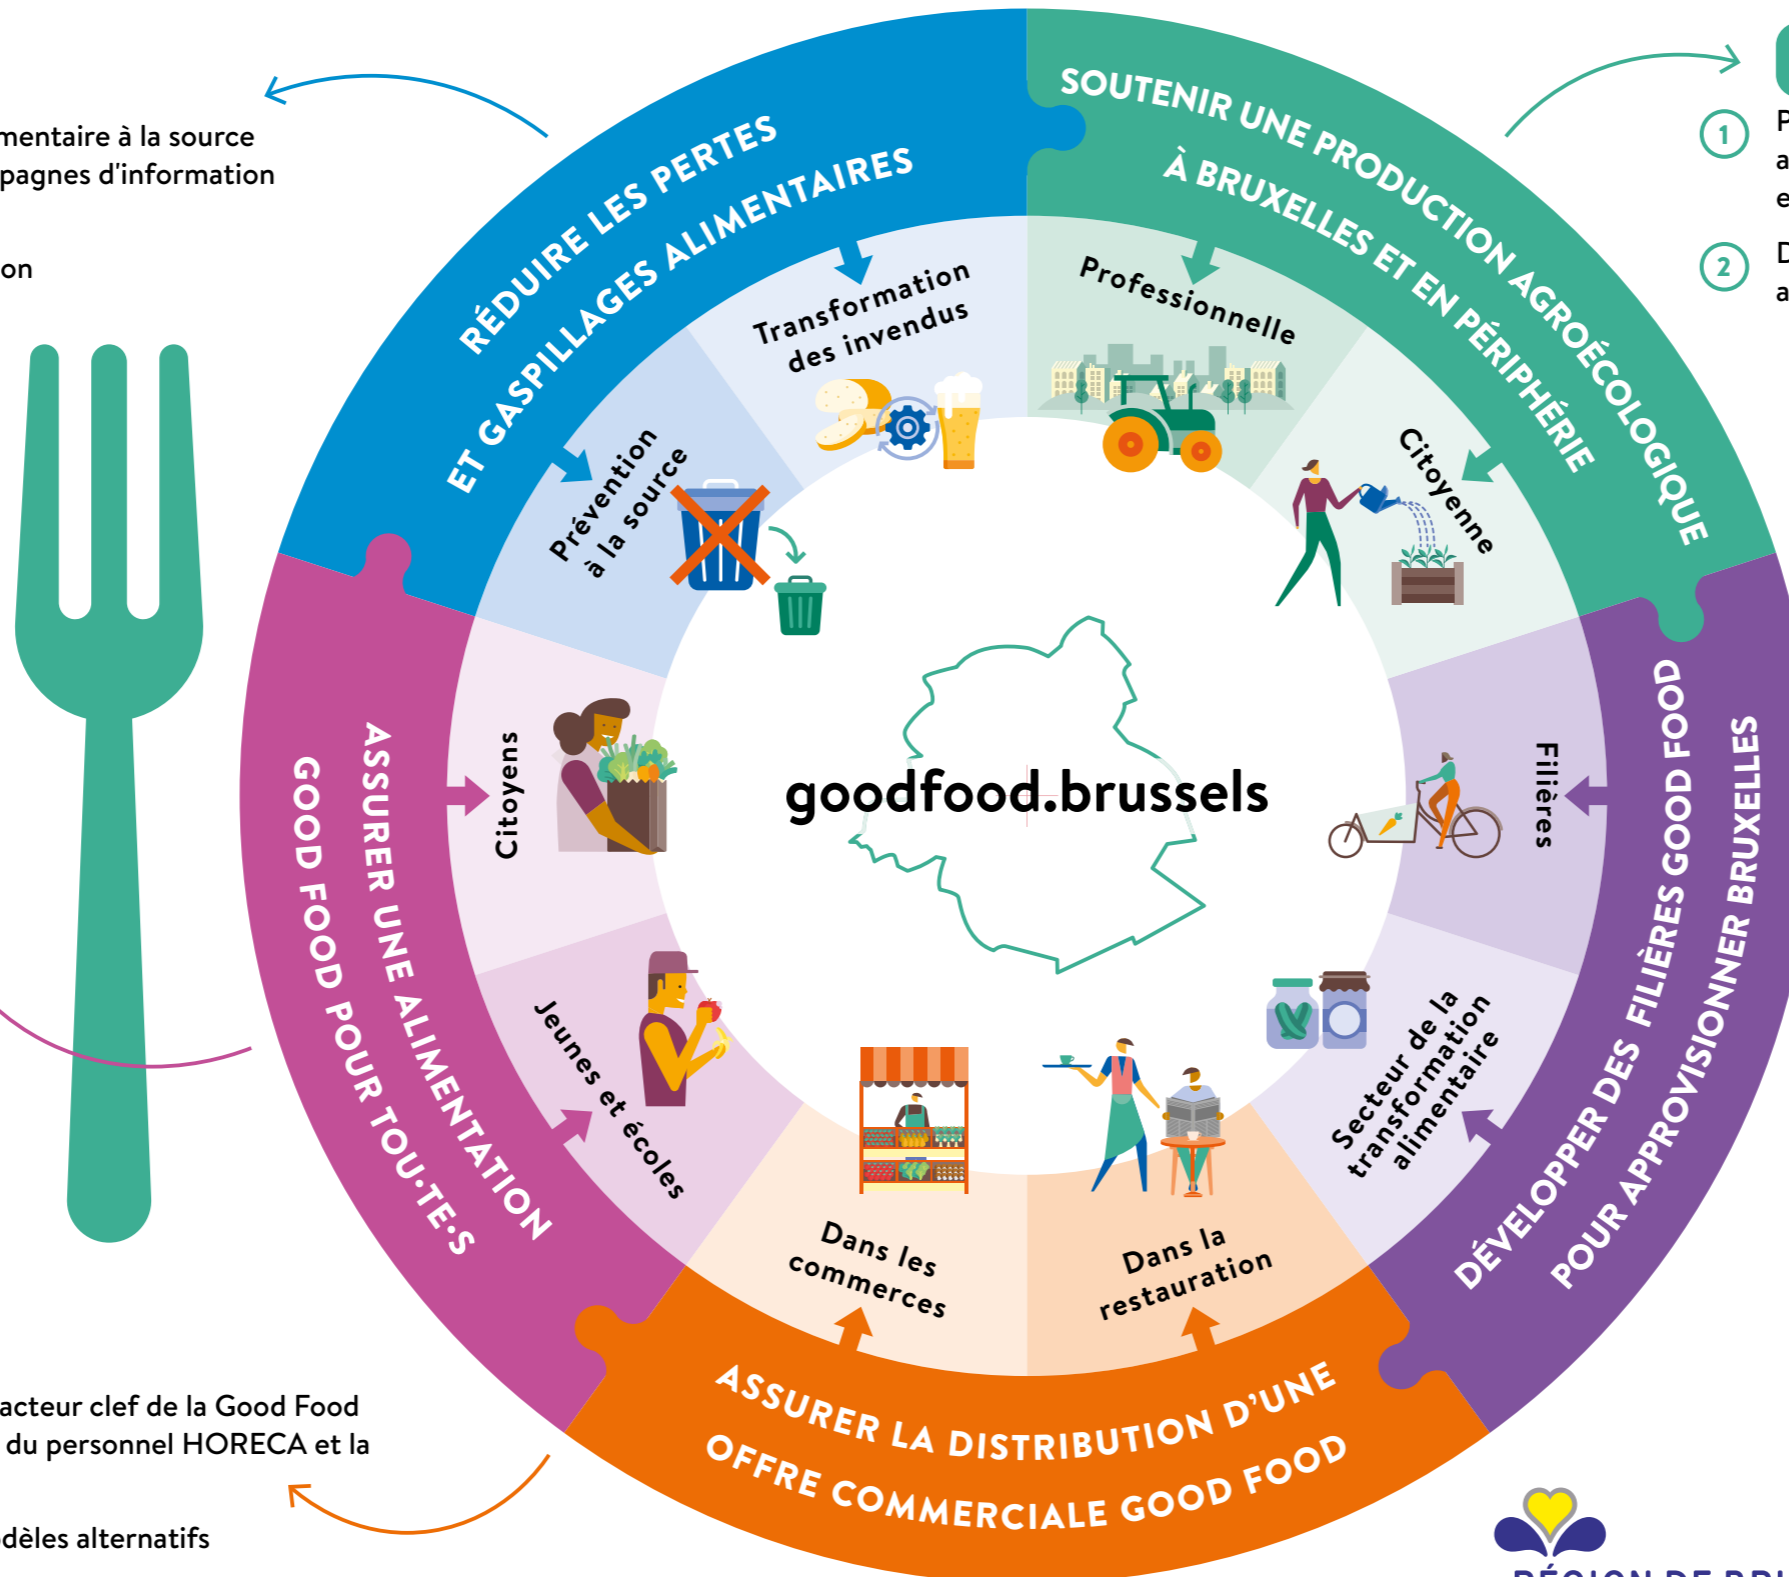 à la source
d'information
SOUTENIR UNE PRODUCTION AGROÉCOLOGIQUE
À BRUXELLES ET EN PÉRIPHÉRIE
Professionnelle
Citoyenne
1
2
DÉVELOPPER DES FILIÈRES GOOD FOOD
POUR APPROVISIONNER BRUXELLES
Filières
Secteur de la
transformation
alimentaire
ASSURER LA DISTRIBUTION D'UNE
OFFRE COMMERCIALE GOOD FOOD
Dans la
restauration
Dans les
commerces
ASSURER UNE ALIMENTATION
GOOD FOOD POUR TOU·TE·S
Jeunes et écoles
Citoyens
RÉDUIRE LES PERTES
ET GASPILLAGES ALIMENTAIRES
Prévention
à la source
Transformation
des invendus
goodfood.brussels
acteur clef de la Good Food
du personnel HORECA et la
alternatifs
RÉGION DE